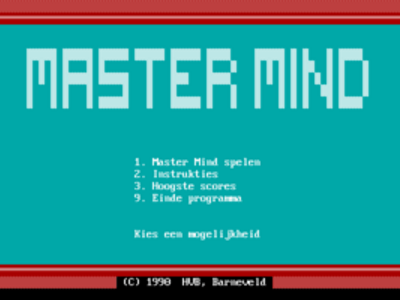 MASTER MIND
1. Master Mind spelen
2. Instrukties
3. Hoogste scores
9. Einde programma
Kies een mogelijkheid
(C) 1990 HVB, Barneveld